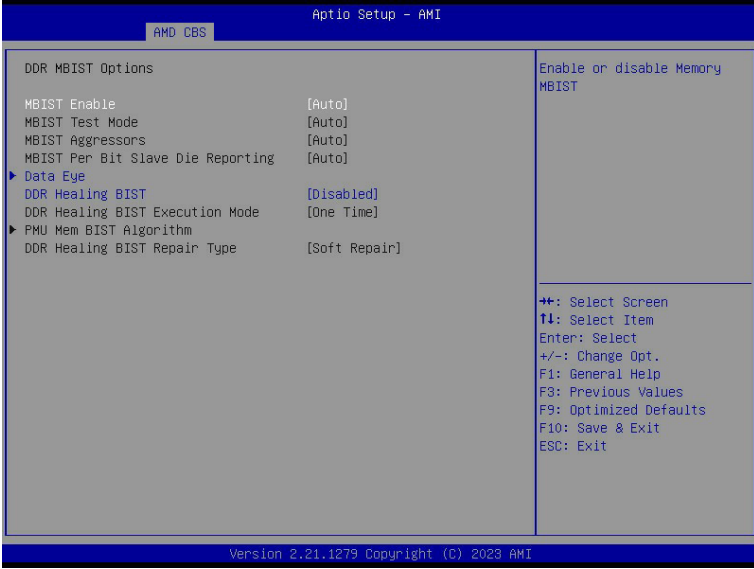 Aptio Setup - AMI
AMD CBS
DDR MBIST Options
MBIST Enable [Auto]
MBIST Test Mode [Auto]
MBIST Aggressors [Auto]
MBIST Per Bit Slave Die Reporting [Auto]
Data Eye
DDR Healing BIST [Disabled]
DDR Healing BIST Execution Mode [One Time]
PMU Mem BIST Algorithm
DDR Healing BIST Repair Type [Soft Repair]
Enable or disable Memory
MBIST
→←: Select Screen
↑↓: Select Item
Enter: Select
+/-: Change Opt.
F1: General Help
F3: Previous Values
F9: Optimized Defaults
F10: Save & Exit
ESC: Exit
Version 2.21.1279 Copyright (C) 2023 AMI